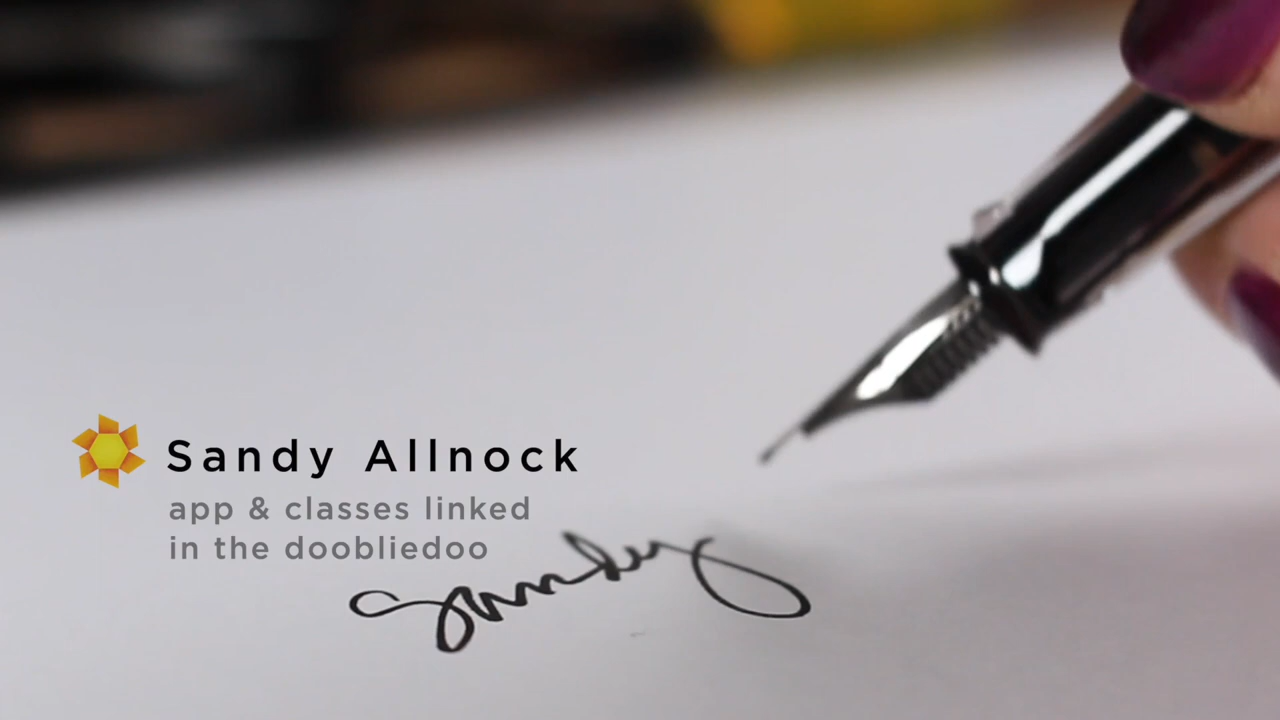 Sandy Allnock
app & classes linked
in the doobliedoo
Sandy